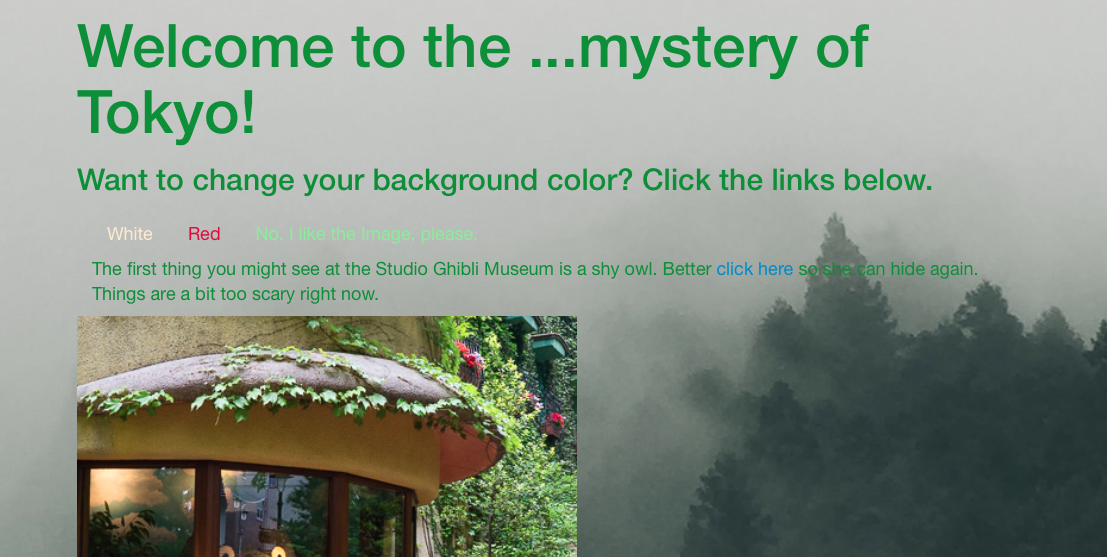 Welcome to the ...mystery of
Tokyo!
Want to change your background color? Click the links below.
White Red No. I like the Image, please.
The first thing you might see at the Studio Ghibli Museum is a shy owl. Better click here so she can hide again.
Things are a bit too scary right now.